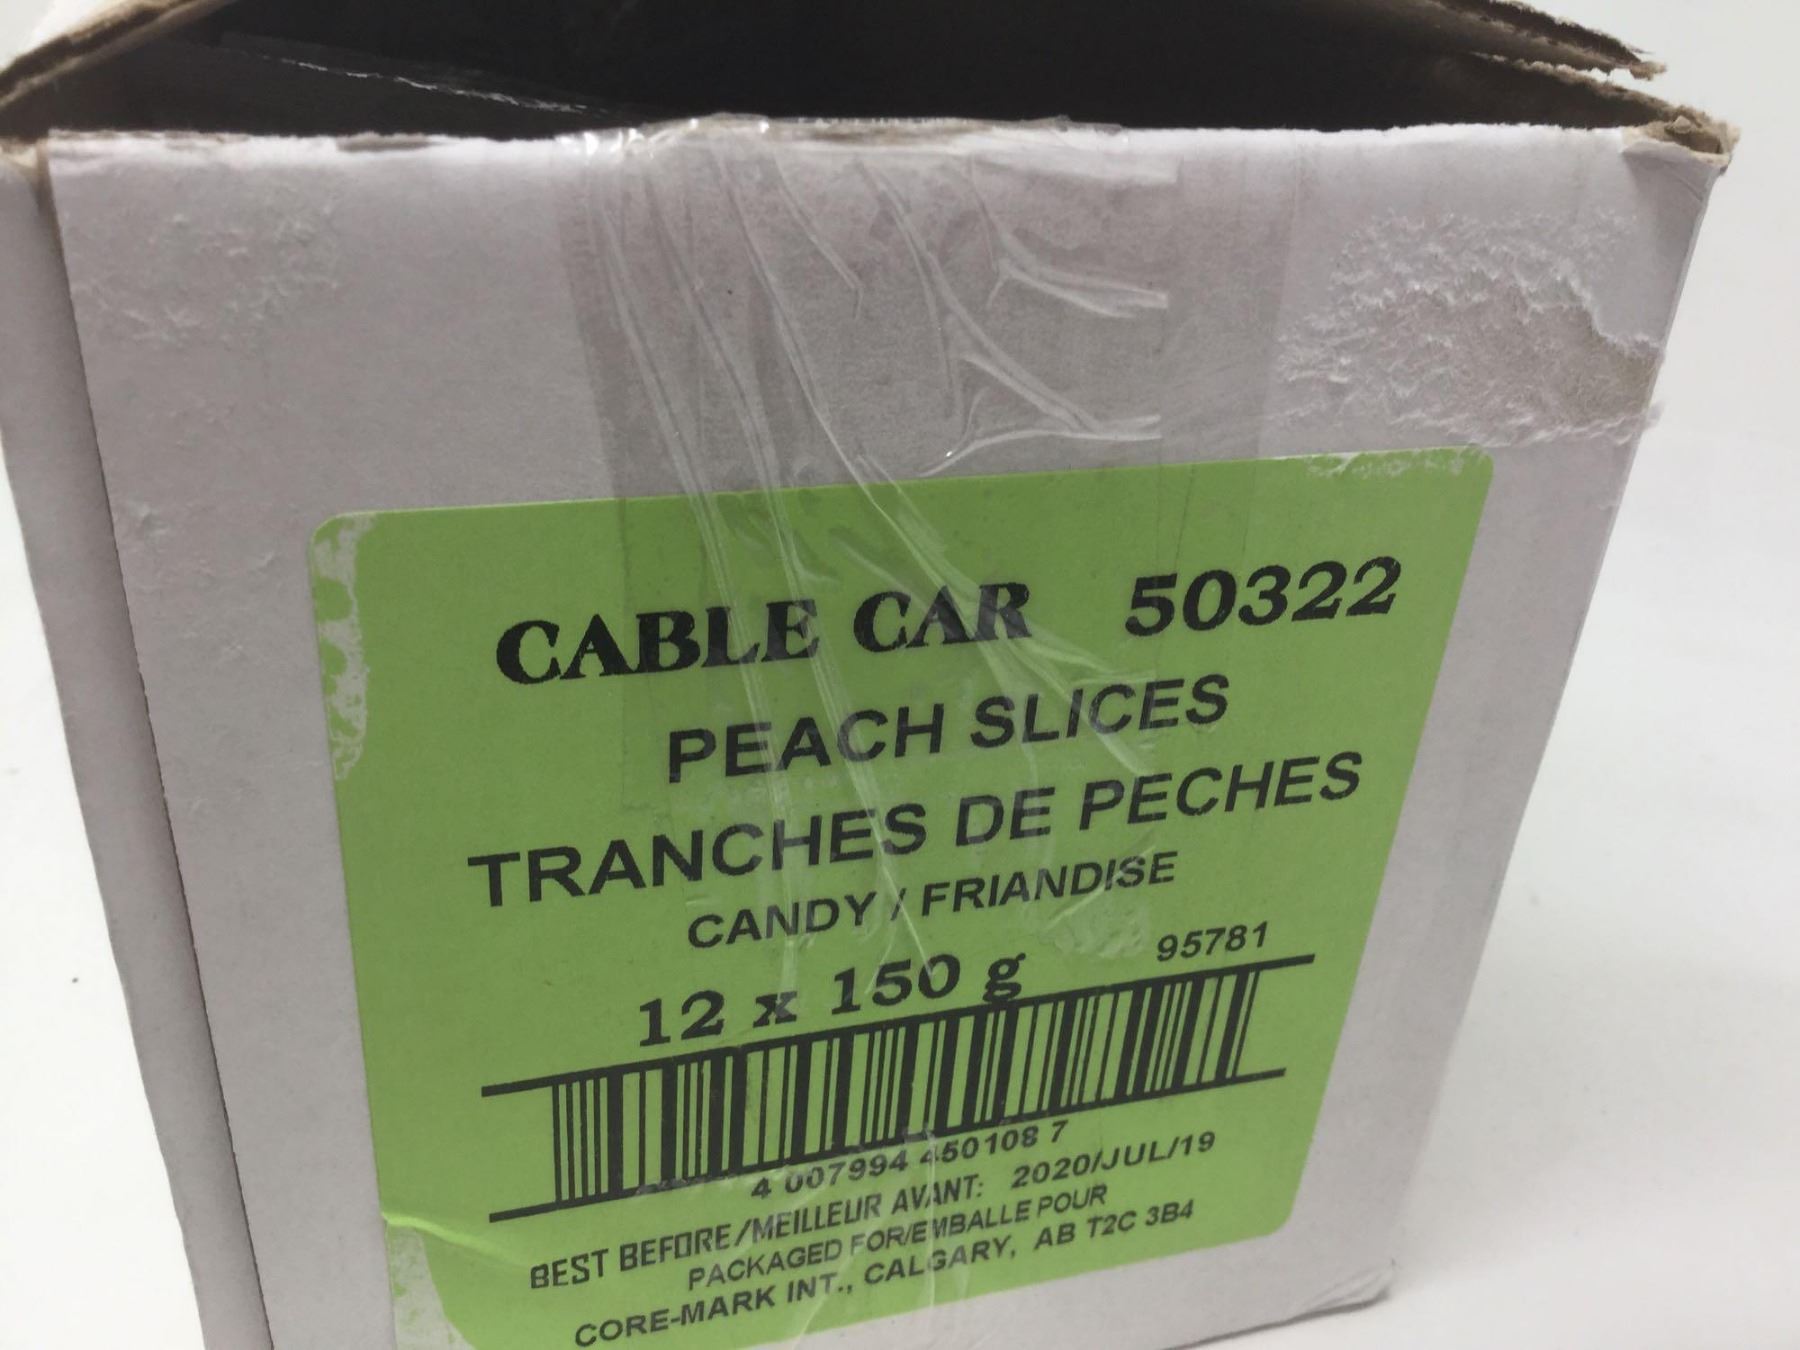 CABLE CAR 50322
PEACH SLICES
TRANCHES DE PECHES
CANDY / FRIANDISE
12 x 150 g 95781
4 007994 450108 7
BEST BEFORE/MEILLEUR AVANT: 2020/JUL/19
PACKAGED FOR/EMBALLE POUR
CORE-MARK INT., CALGARY, AB T2C 3B4